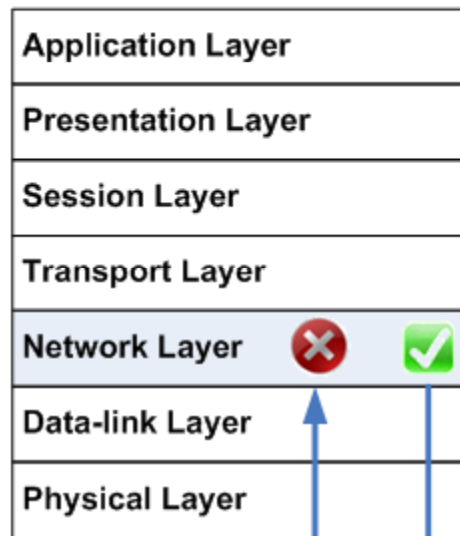 Application Layer
Presentation Layer
Session Layer
Transport Layer
Network Layer
Data-link Layer
Physical Layer